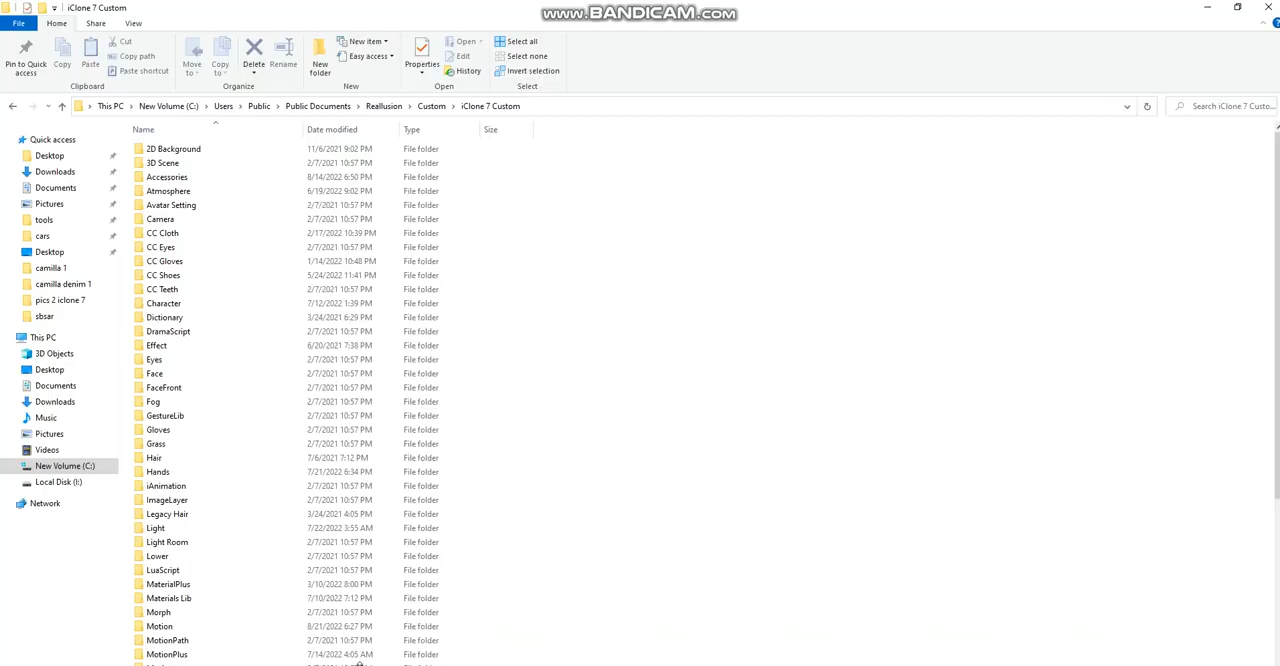 iClone 7 Custom
www.BANDICAM.com
File Home Share View
Pin to Quick access
Copy
Paste
Cut
Copy path
Paste shortcut
Clipboard
Move to
Copy to
Delete
Rename
Organize
New folder
New item
Easy access
New
Properties
Open
Edit
History
Open
Select all
Select none
Invert selection
Select
This PC > New Volume (C:) > Users > Public > Public Documents > Reallusion > Custom > iClone 7 Custom
Search iClone 7 Custo...
Name Date modified Type Size
Quick access
Desktop
Downloads
Documents
Pictures
tools
cars
Desktop
camilla 1
camilla denim 1
pics 2 iclone 7
sbsar
This PC
3D Objects
Desktop
Documents
Downloads
Music
Pictures
Videos
New Volume (C:)
Local Disk (I:)
Network
2D Background 11/6/2021 9:02 PM File folder
3D Scene 2/7/2021 10:57 PM File folder
Accessories 8/14/2022 6:50 PM File folder
Atmosphere 6/19/2022 9:02 PM File folder
Avatar Setting 2/7/2021 10:57 PM File folder
Camera 2/7/2021 10:57 PM File folder
CC Cloth 2/17/2022 10:39 PM File folder
CC Eyes 2/7/2021 10:57 PM File folder
CC Gloves 1/14/2022 10:48 PM File folder
CC Shoes 5/24/2022 11:41 PM File folder
CC Teeth 2/7/2021 10:57 PM File folder
Character 7/12/2022 1:39 PM File folder
Dictionary 3/24/2021 6:29 PM File folder
DramaScript 2/7/2021 10:57 PM File folder
Effect 6/20/2021 7:38 PM File folder
Eyes 2/7/2021 10:57 PM File folder
Face 2/7/2021 10:57 PM File folder
FaceFront 2/7/2021 10:57 PM File folder
Fog 2/7/2021 10:57 PM File folder
GestureLib 2/7/2021 10:57 PM File folder
Gloves 2/7/2021 10:57 PM File folder
Grass 2/7/2021 10:57 PM File folder
Hair 7/6/2021 7:12 PM File folder
Hands 7/21/2022 6:34 PM File folder
iAnimation 2/7/2021 10:57 PM File folder
ImageLayer 2/7/2021 10:57 PM File folder
Legacy Hair 3/24/2021 4:05 PM File folder
Light 7/22/2022 3:55 AM File folder
Light Room 2/7/2021 10:57 PM File folder
Lower 2/7/2021 10:57 PM File folder
LuaScript 2/7/2021 10:57 PM File folder
MaterialPlus 3/10/2022 8:00 PM File folder
Materials Lib 7/10/2022 7:12 PM File folder
Morph 2/7/2021 10:57 PM File folder
Motion 8/21/2022 6:27 PM File folder
MotionPath 2/7/2021 10:57 PM File folder
MotionPlus 7/14/2022 4:05 AM File folder